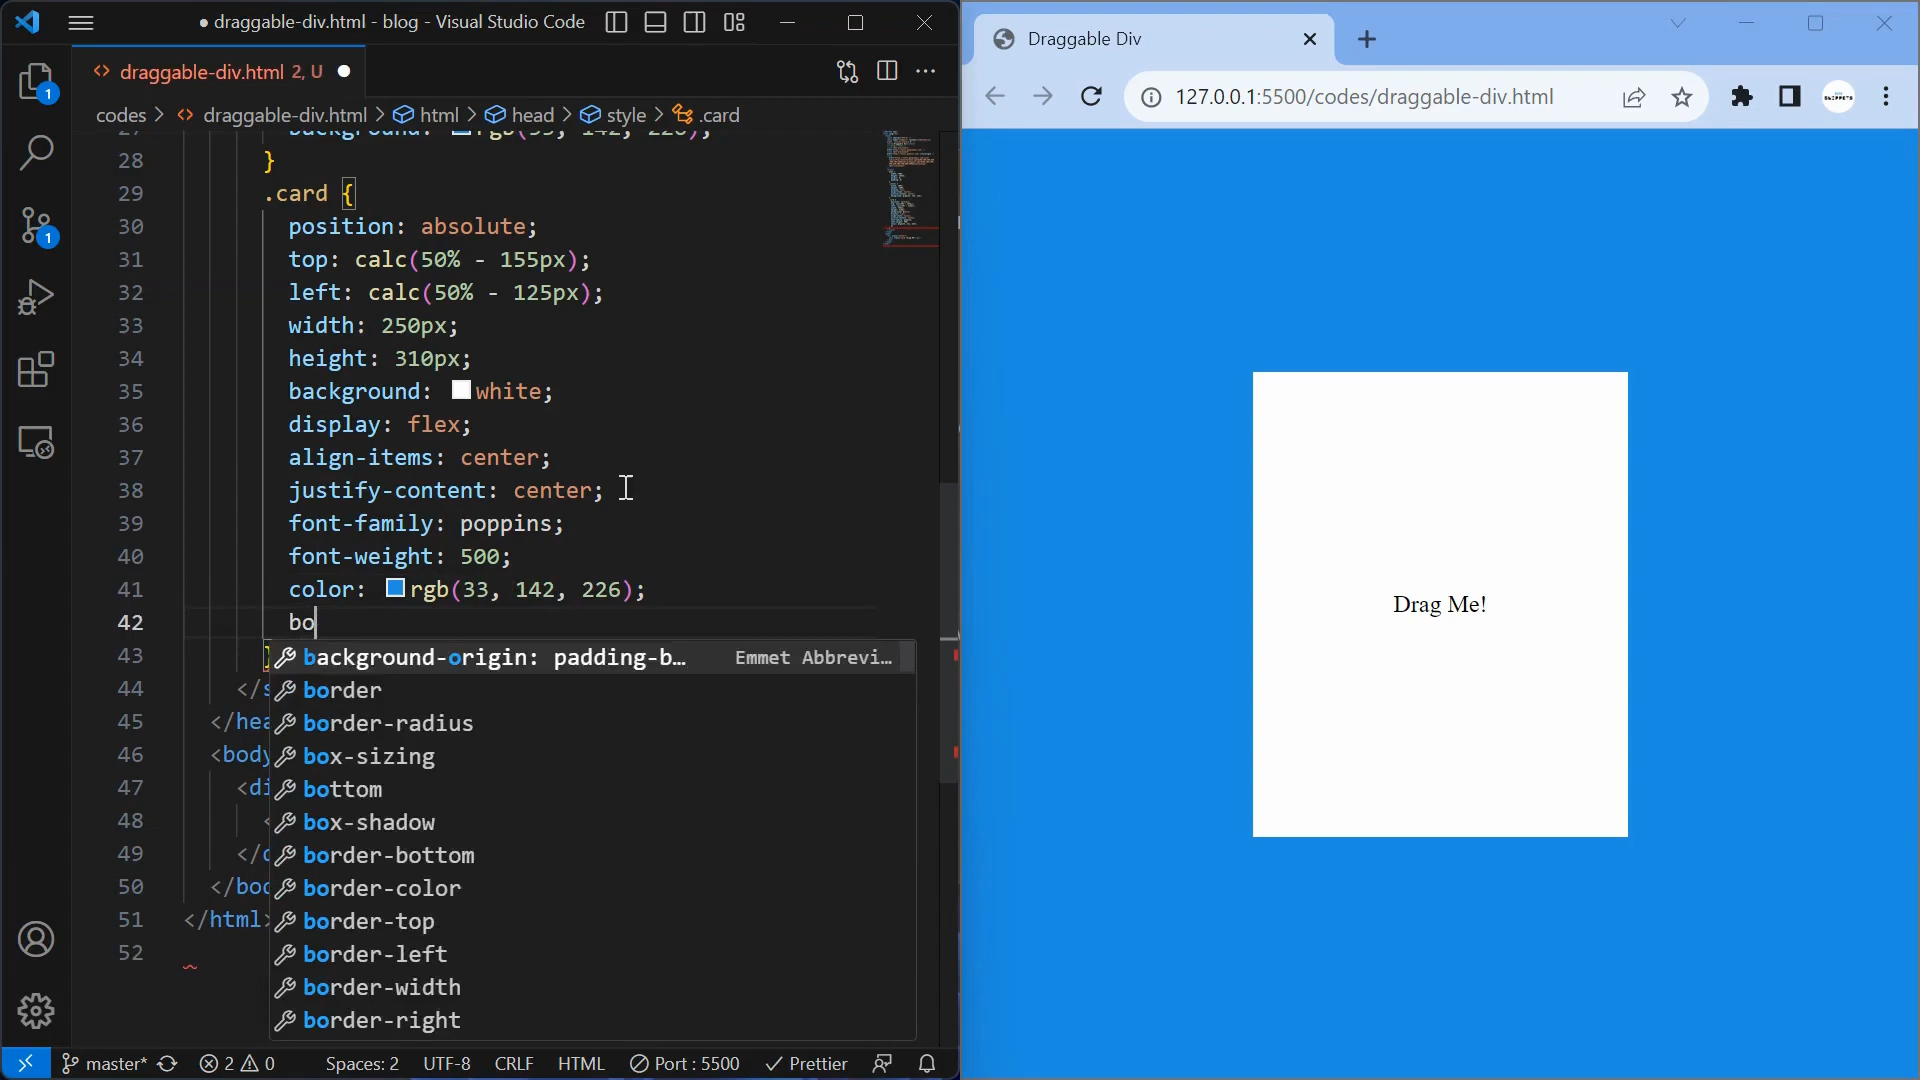 draggable-div.html - blog - Visual Studio Code
draggable-div.html 2, U
codes > draggable-div.html > html > head > style > .card
28 }
29 .card {
30 position: absolute;
31 top: calc(50% - 155px);
32 left: calc(50% - 125px);
33 width: 250px;
34 height: 310px;
35 background: white;
36 display: flex;
37 align-items: center;
38 justify-content: center;
39 font-family: poppins;
40 font-weight: 500;
41 color: rgb(33, 142, 226);
42 bo
43
background-origin: padding-b… Emmet Abbrevi…
44 </s
border
45 </hea
border-radius
46 <body
box-sizing
47 <di
bottom
48 <
box-shadow
49 </d
border-bottom
50 </bod
border-color
51 </html>
border-top
52
border-left
border-width
border-right
1
1
master* 2 0 Spaces: 2 UTF-8 CRLF HTML Port : 5500 Prettier
Draggable Div
127.0.0.1:5500/codes/draggable-div.html
SNIPPETS
Drag Me!